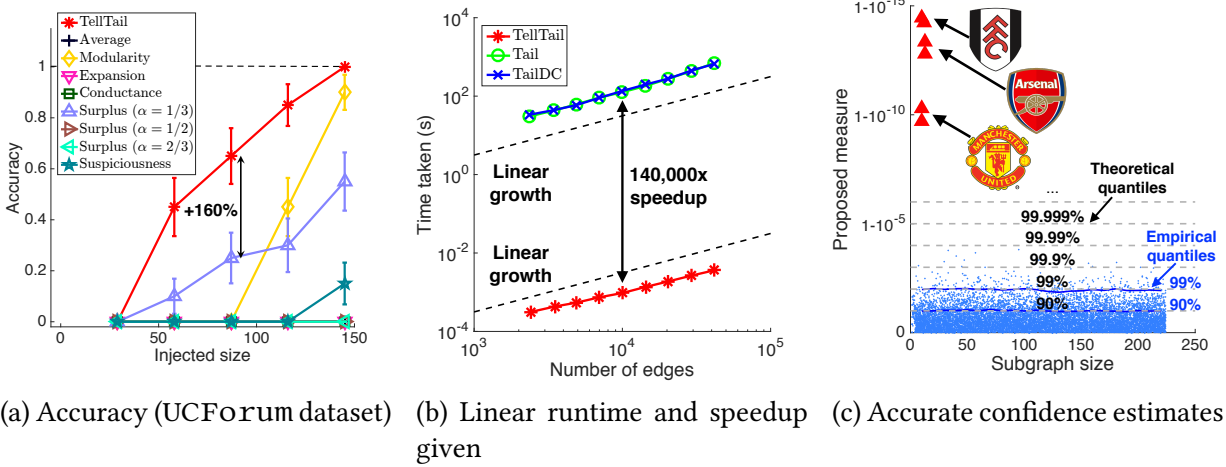 TellTail
Average
Modularity
Expansion
Conductance
Surplus (α = 1/3)
Surplus (α = 1/2)
Surplus (α = 2/3)
Suspiciousness
+160%
Accuracy
1
0.8
0.6
0.4
0.2
0
0
50
100
150
Injected size
(a) Accuracy (UCForum dataset)
TellTail
Tail
TailDC
Linear
growth
140,000x
speedup
Linear
growth
Time taken (s)
10^4
10^2
10^0
10^-2
10^-4
10^3
10^4
10^5
Number of edges
(b) Linear runtime and speedup
given
Proposed measure
1-10^-15
1-10^-10
1-10^-5
0
FFC
Arsenal
MANCHESTER
UNITED
...
Theoretical
quantiles
99.999%
99.99%
99.9%
99%
90%
Empirical
quantiles
99%
90%
0
50
100
150
200
250
Subgraph size
(c) Accurate confidence estimates